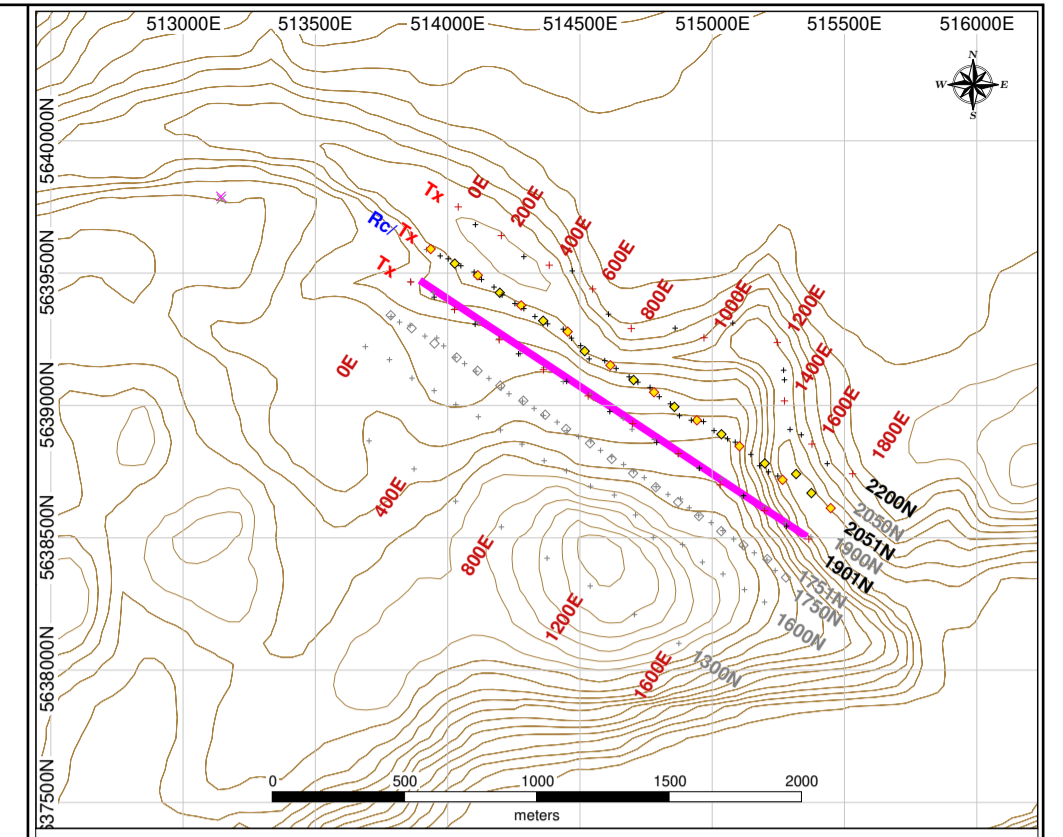 513000E 513500E 514000E 514500E 515000E 515500E 516000E
N
W E
S
5640000N
5639500N
5639000N
5638500N
5638000N
5637500N
Tx 0E
200E
Rc/Tx
400E
Tx
600E
800E
1000E
1200E
0E
1400E
1600E
1800E
400E
2200N
2050N
2051N
1900N
800E
1901N
1751N
1750N
1200E
1600N
1600E
1300N
0 500 1000 1500 2000
meters